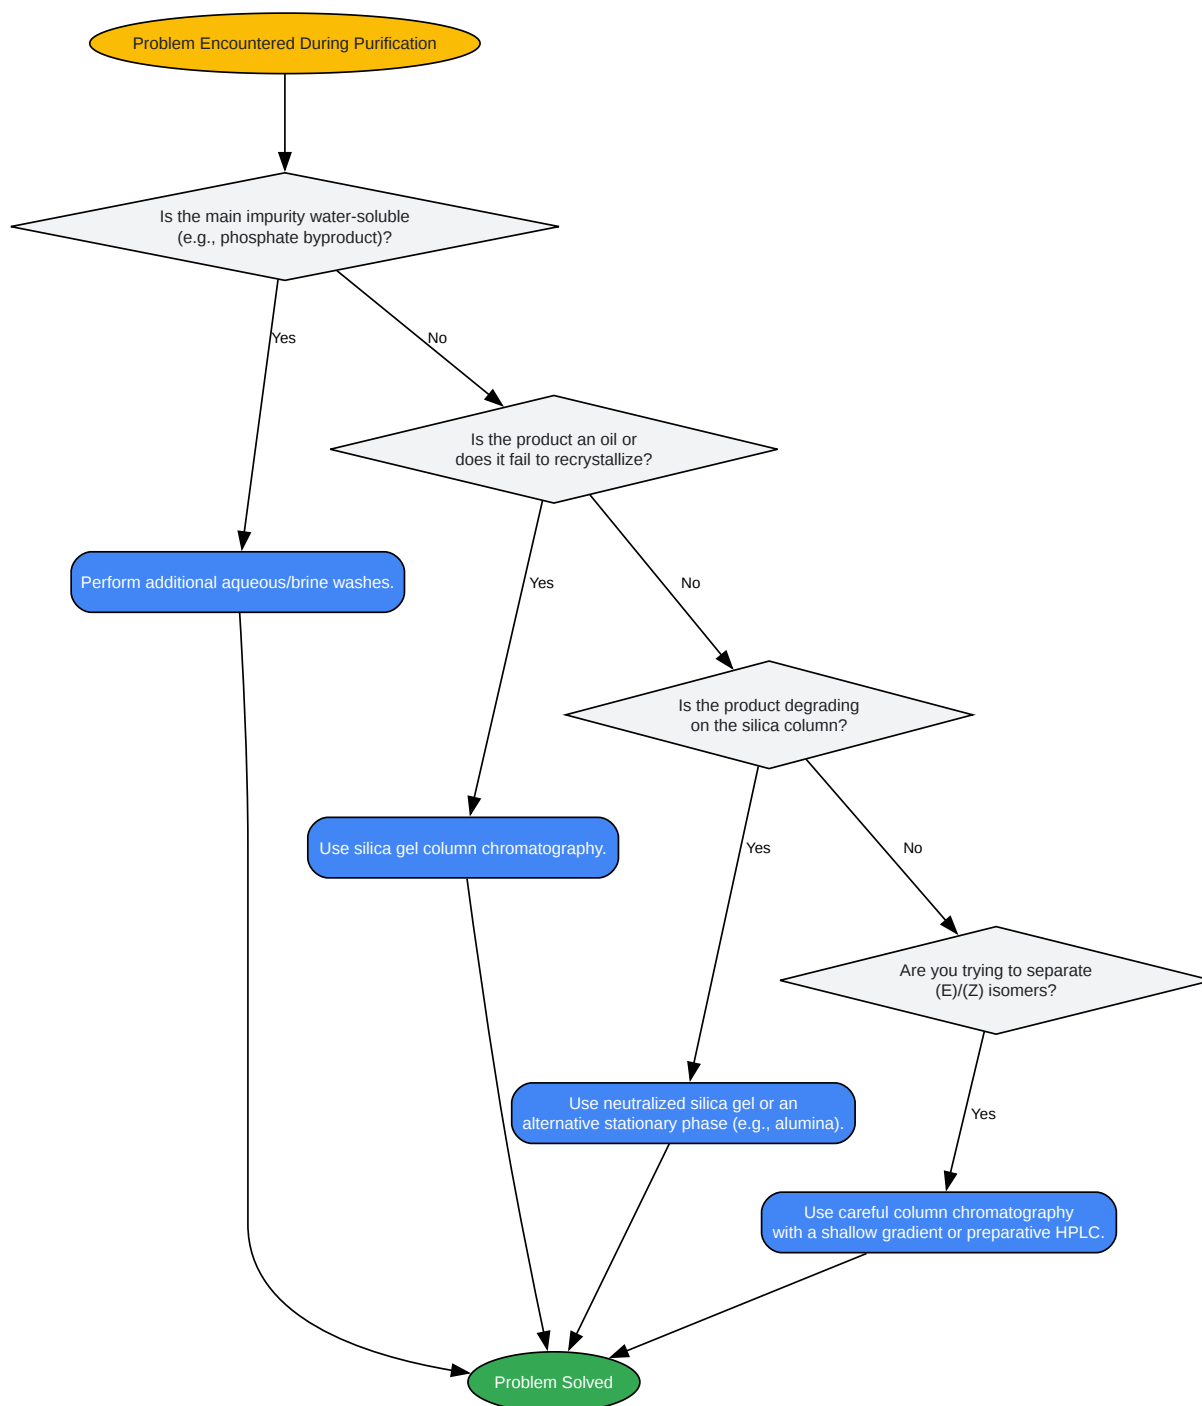 Problem Encountered During Purification
Is the main impurity water-soluble
(e.g., phosphate byproduct)?
Yes
No
Is the product an oil or
does it fail to recrystallize?
Perform additional aqueous/brine washes.
Yes
No
Is the product degrading
on the silica column?
Use silica gel column chromatography.
Yes
No
Are you trying to separate
(E)/(Z) isomers?
Use neutralized silica gel or an
alternative stationary phase (e.g., alumina).
Yes
Use careful column chromatography
with a shallow gradient or preparative HPLC.
Problem Solved